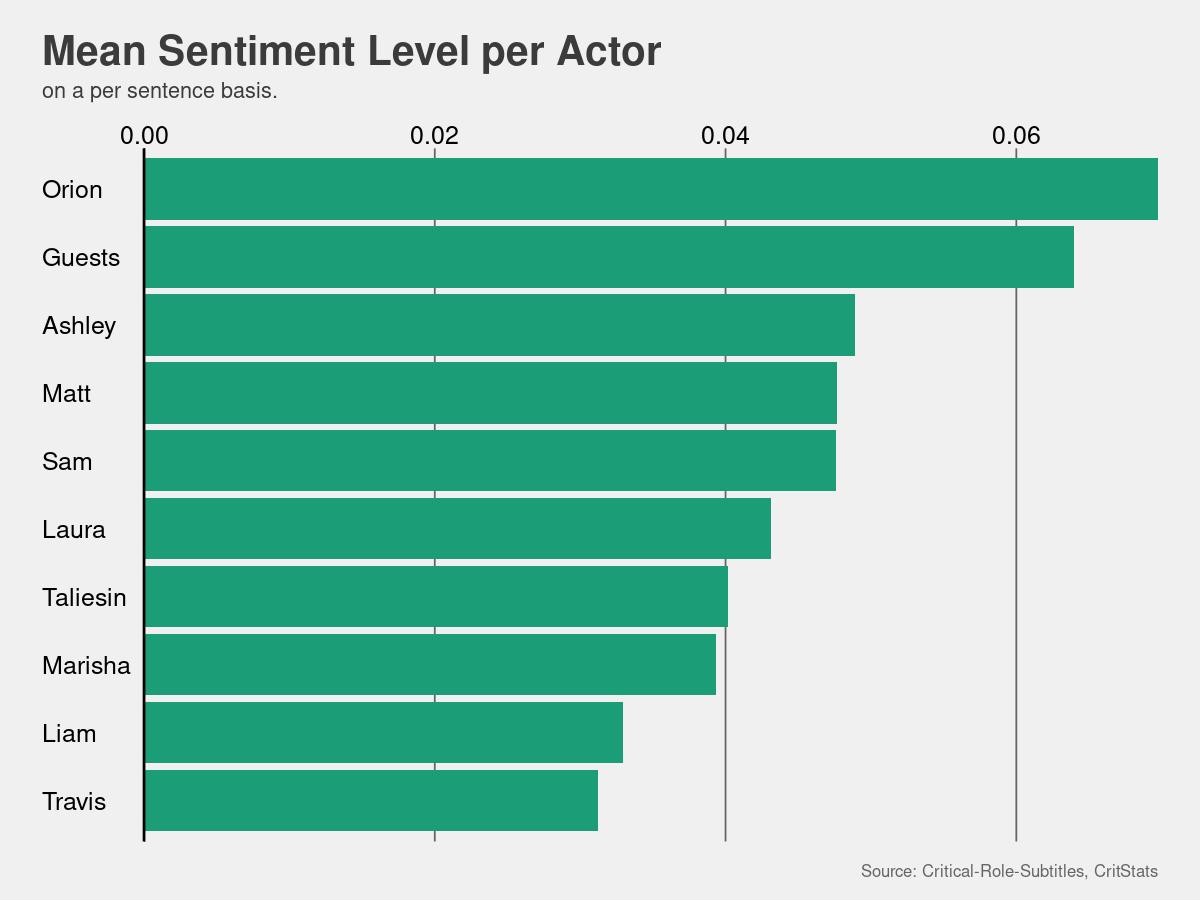 Mean Sentiment Level per Actor
on a per sentence basis.
0.00 0.02 0.04 0.06
Orion
Guests
Ashley
Matt
Sam
Laura
Taliesin
Marisha
Liam
Travis
Source: Critical-Role-Subtitles, CritStats